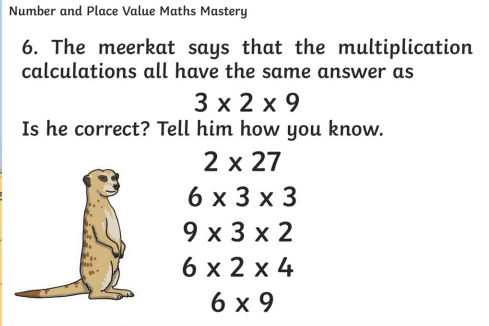 Number and Place Value Maths Mastery
6. The meerkat says that the multiplication
calculations all have the same answer as
3 x 2 x 9
Is he correct? Tell him how you know.
2 x 27
6 x 3 x 3
9 x 3 x 2
6 x 2 x 4
6 x 9